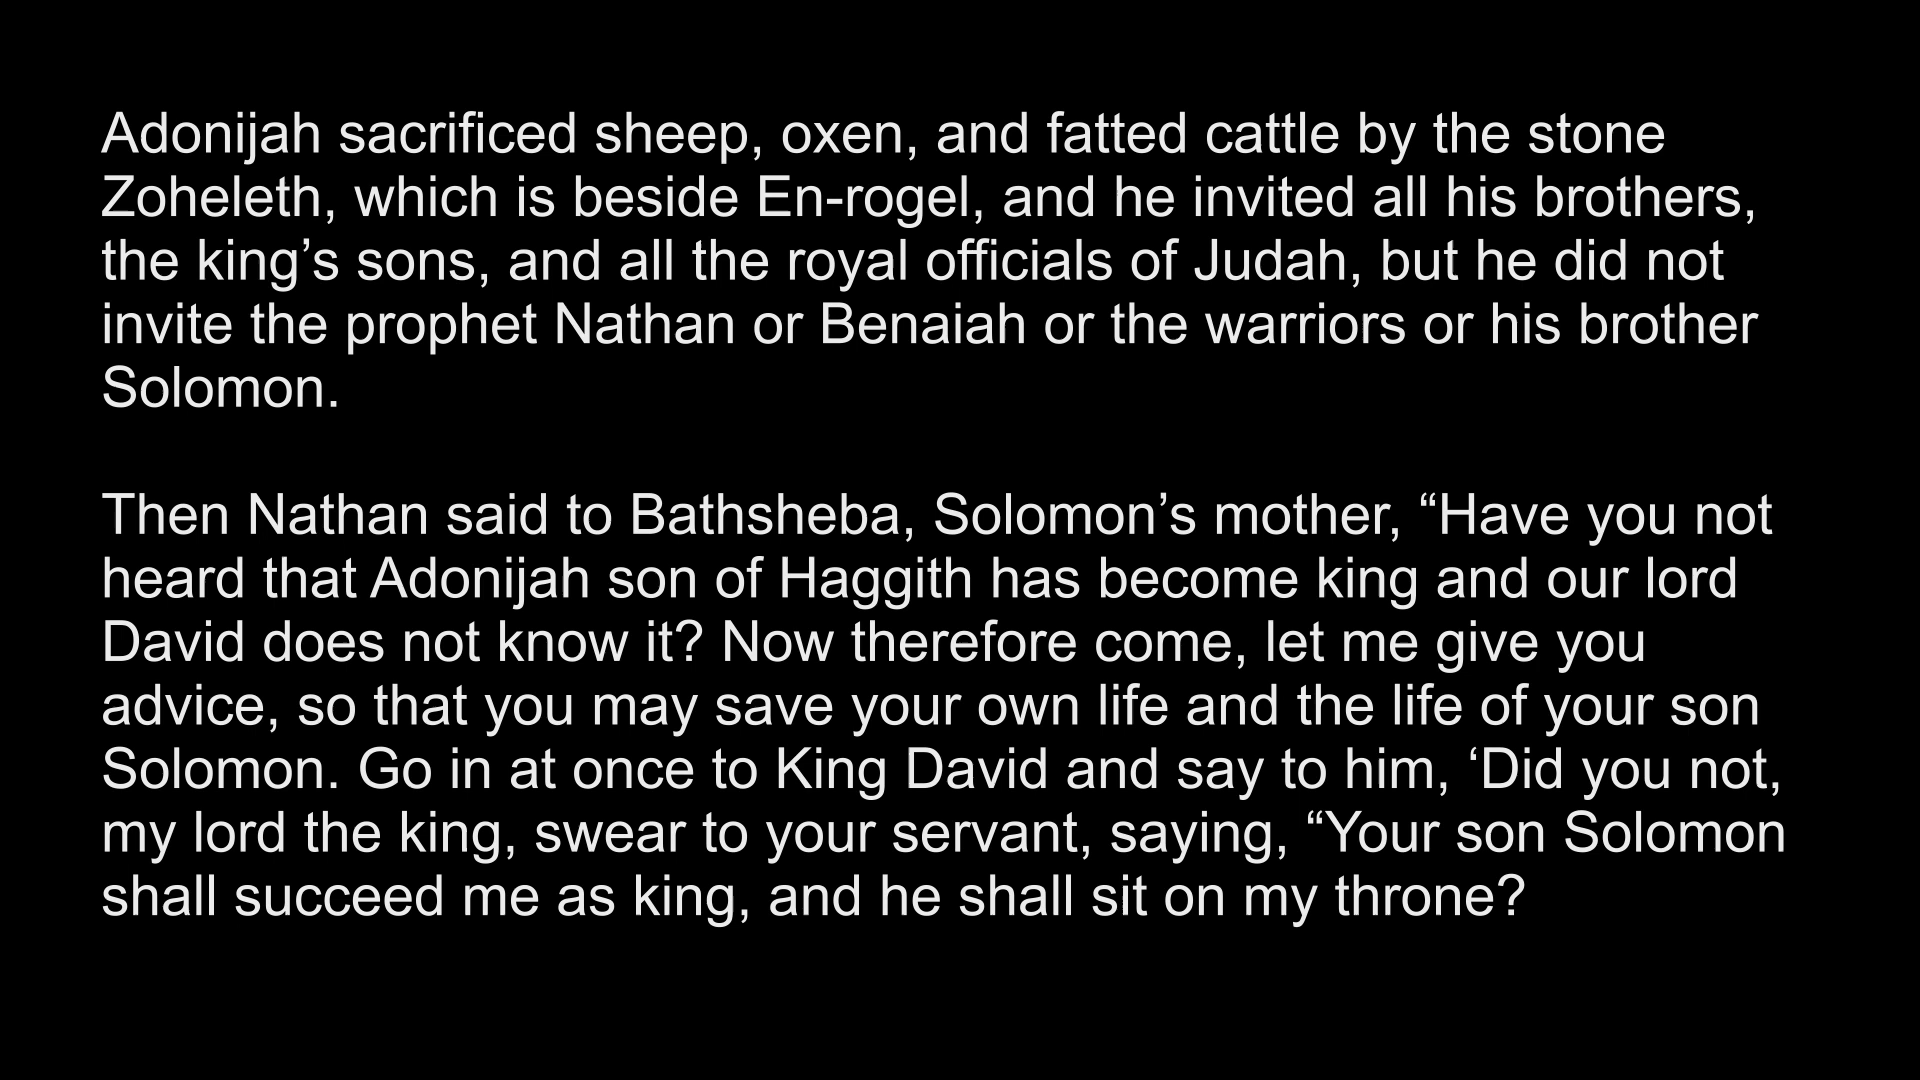 Adonijah sacrificed sheep, oxen, and fatted cattle by the stone
Zoheleth, which is beside En-rogel, and he invited all his brothers,
the king’s sons, and all the royal officials of Judah, but he did not
invite the prophet Nathan or Benaiah or the warriors or his brother
Solomon.

Then Nathan said to Bathsheba, Solomon’s mother, “Have you not
heard that Adonijah son of Haggith has become king and our lord
David does not know it? Now therefore come, let me give you
advice, so that you may save your own life and the life of your son
Solomon. Go in at once to King David and say to him, ‘Did you not,
my lord the king, swear to your servant, saying, “Your son Solomon
shall succeed me as king, and he shall sit on my throne?